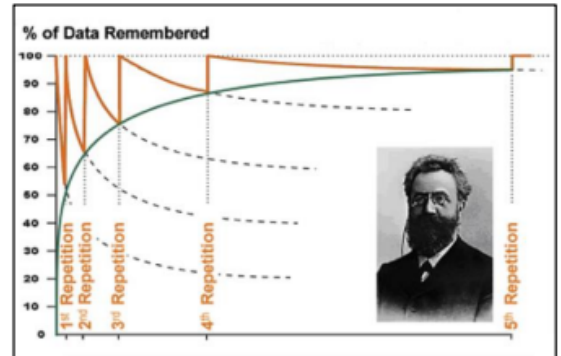 % of Data Remembered
100
90
80
70
60
50
40
30
20
10
0
1st Repetition
2nd Repetition
3rd Repetition
4th Repetition
5th Repetition